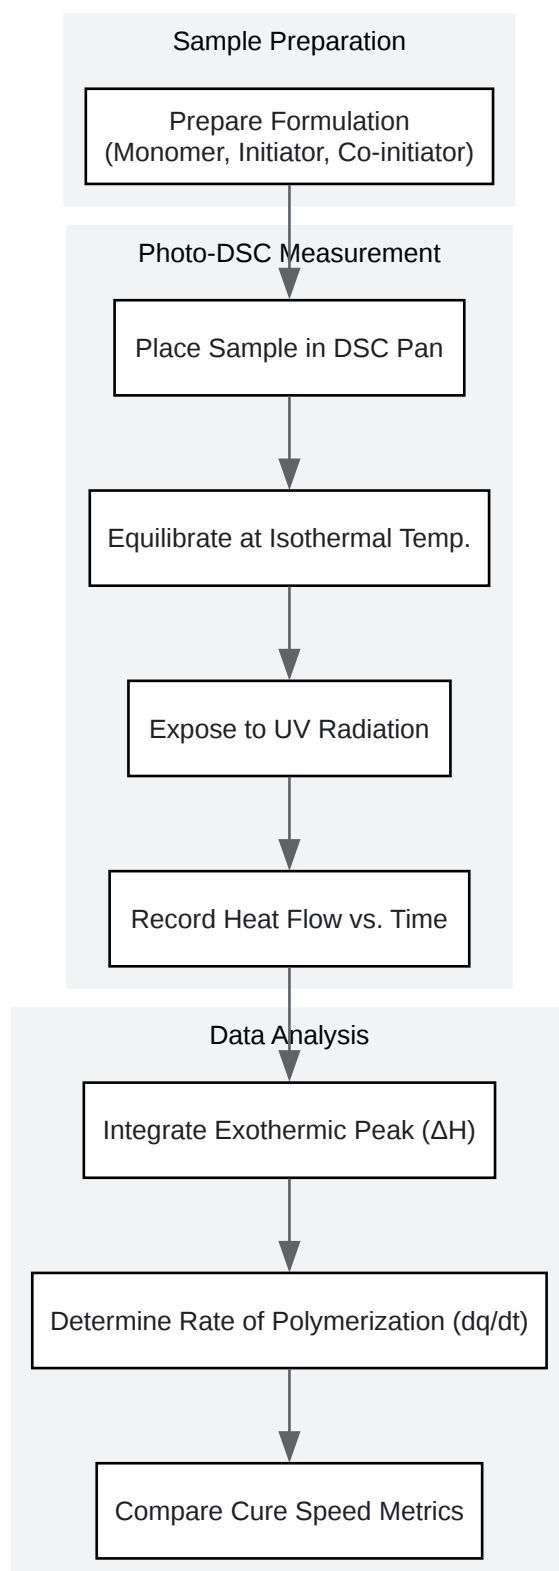 Sample Preparation
Prepare Formulation
(Monomer, Initiator, Co-initiator)
Photo-DSC Measurement
Place Sample in DSC Pan
Equilibrate at Isothermal Temp.
Expose to UV Radiation
Record Heat Flow vs. Time
Data Analysis
Integrate Exothermic Peak (ΔH)
Determine Rate of Polymerization (dq/dt)
Compare Cure Speed Metrics